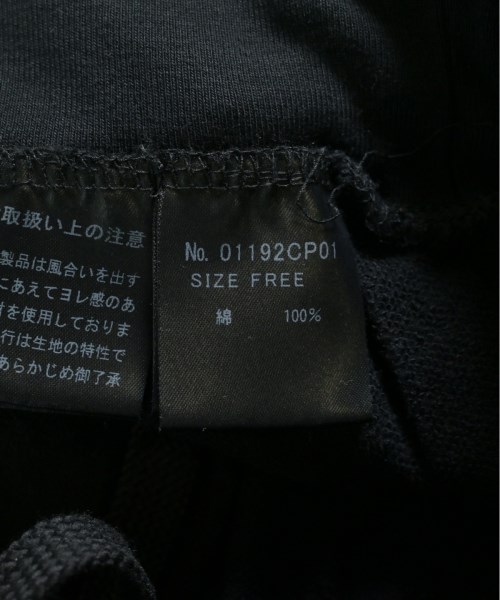 取扱い上の注意
製品は風合いを出す
にあえてヨレ感のあ
材を使用しておりま
行は生地の特性で
あらかじめ御了承
No. 01192CP01
SIZE FREE
綿 100%